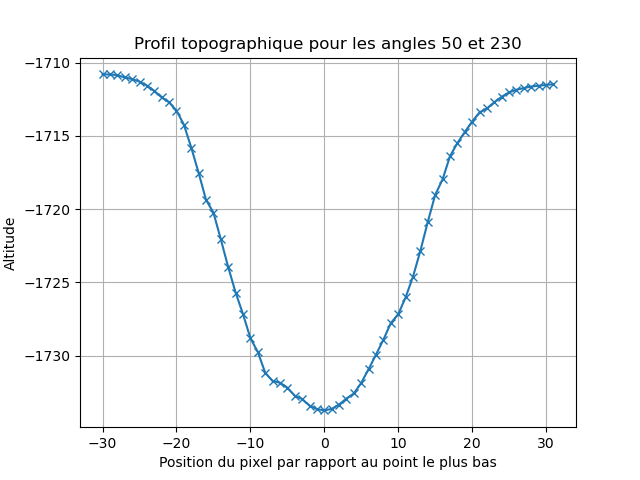 Profil topographique pour les angles 50 et 230
−1710
−1715
−1720
−1725
−1730
Altitude
−30 −20 −10 0 10 20 30
Position du pixel par rapport au point le plus bas